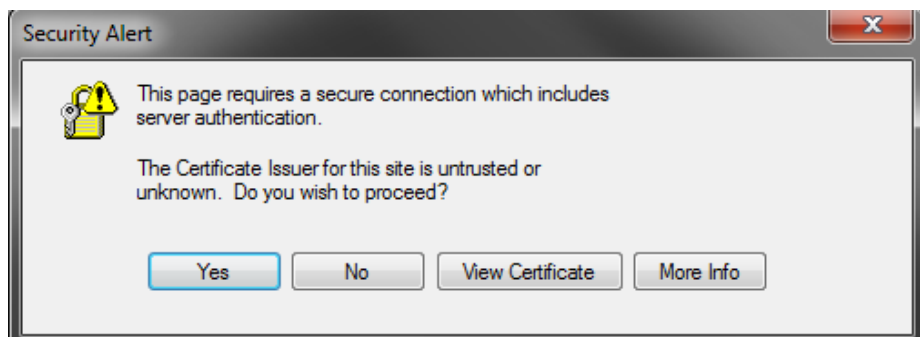 Security Alert
This page requires a secure connection which includes
server authentication.
The Certificate Issuer for this site is untrusted or
unknown.  Do you wish to proceed?
Yes No View Certificate More Info